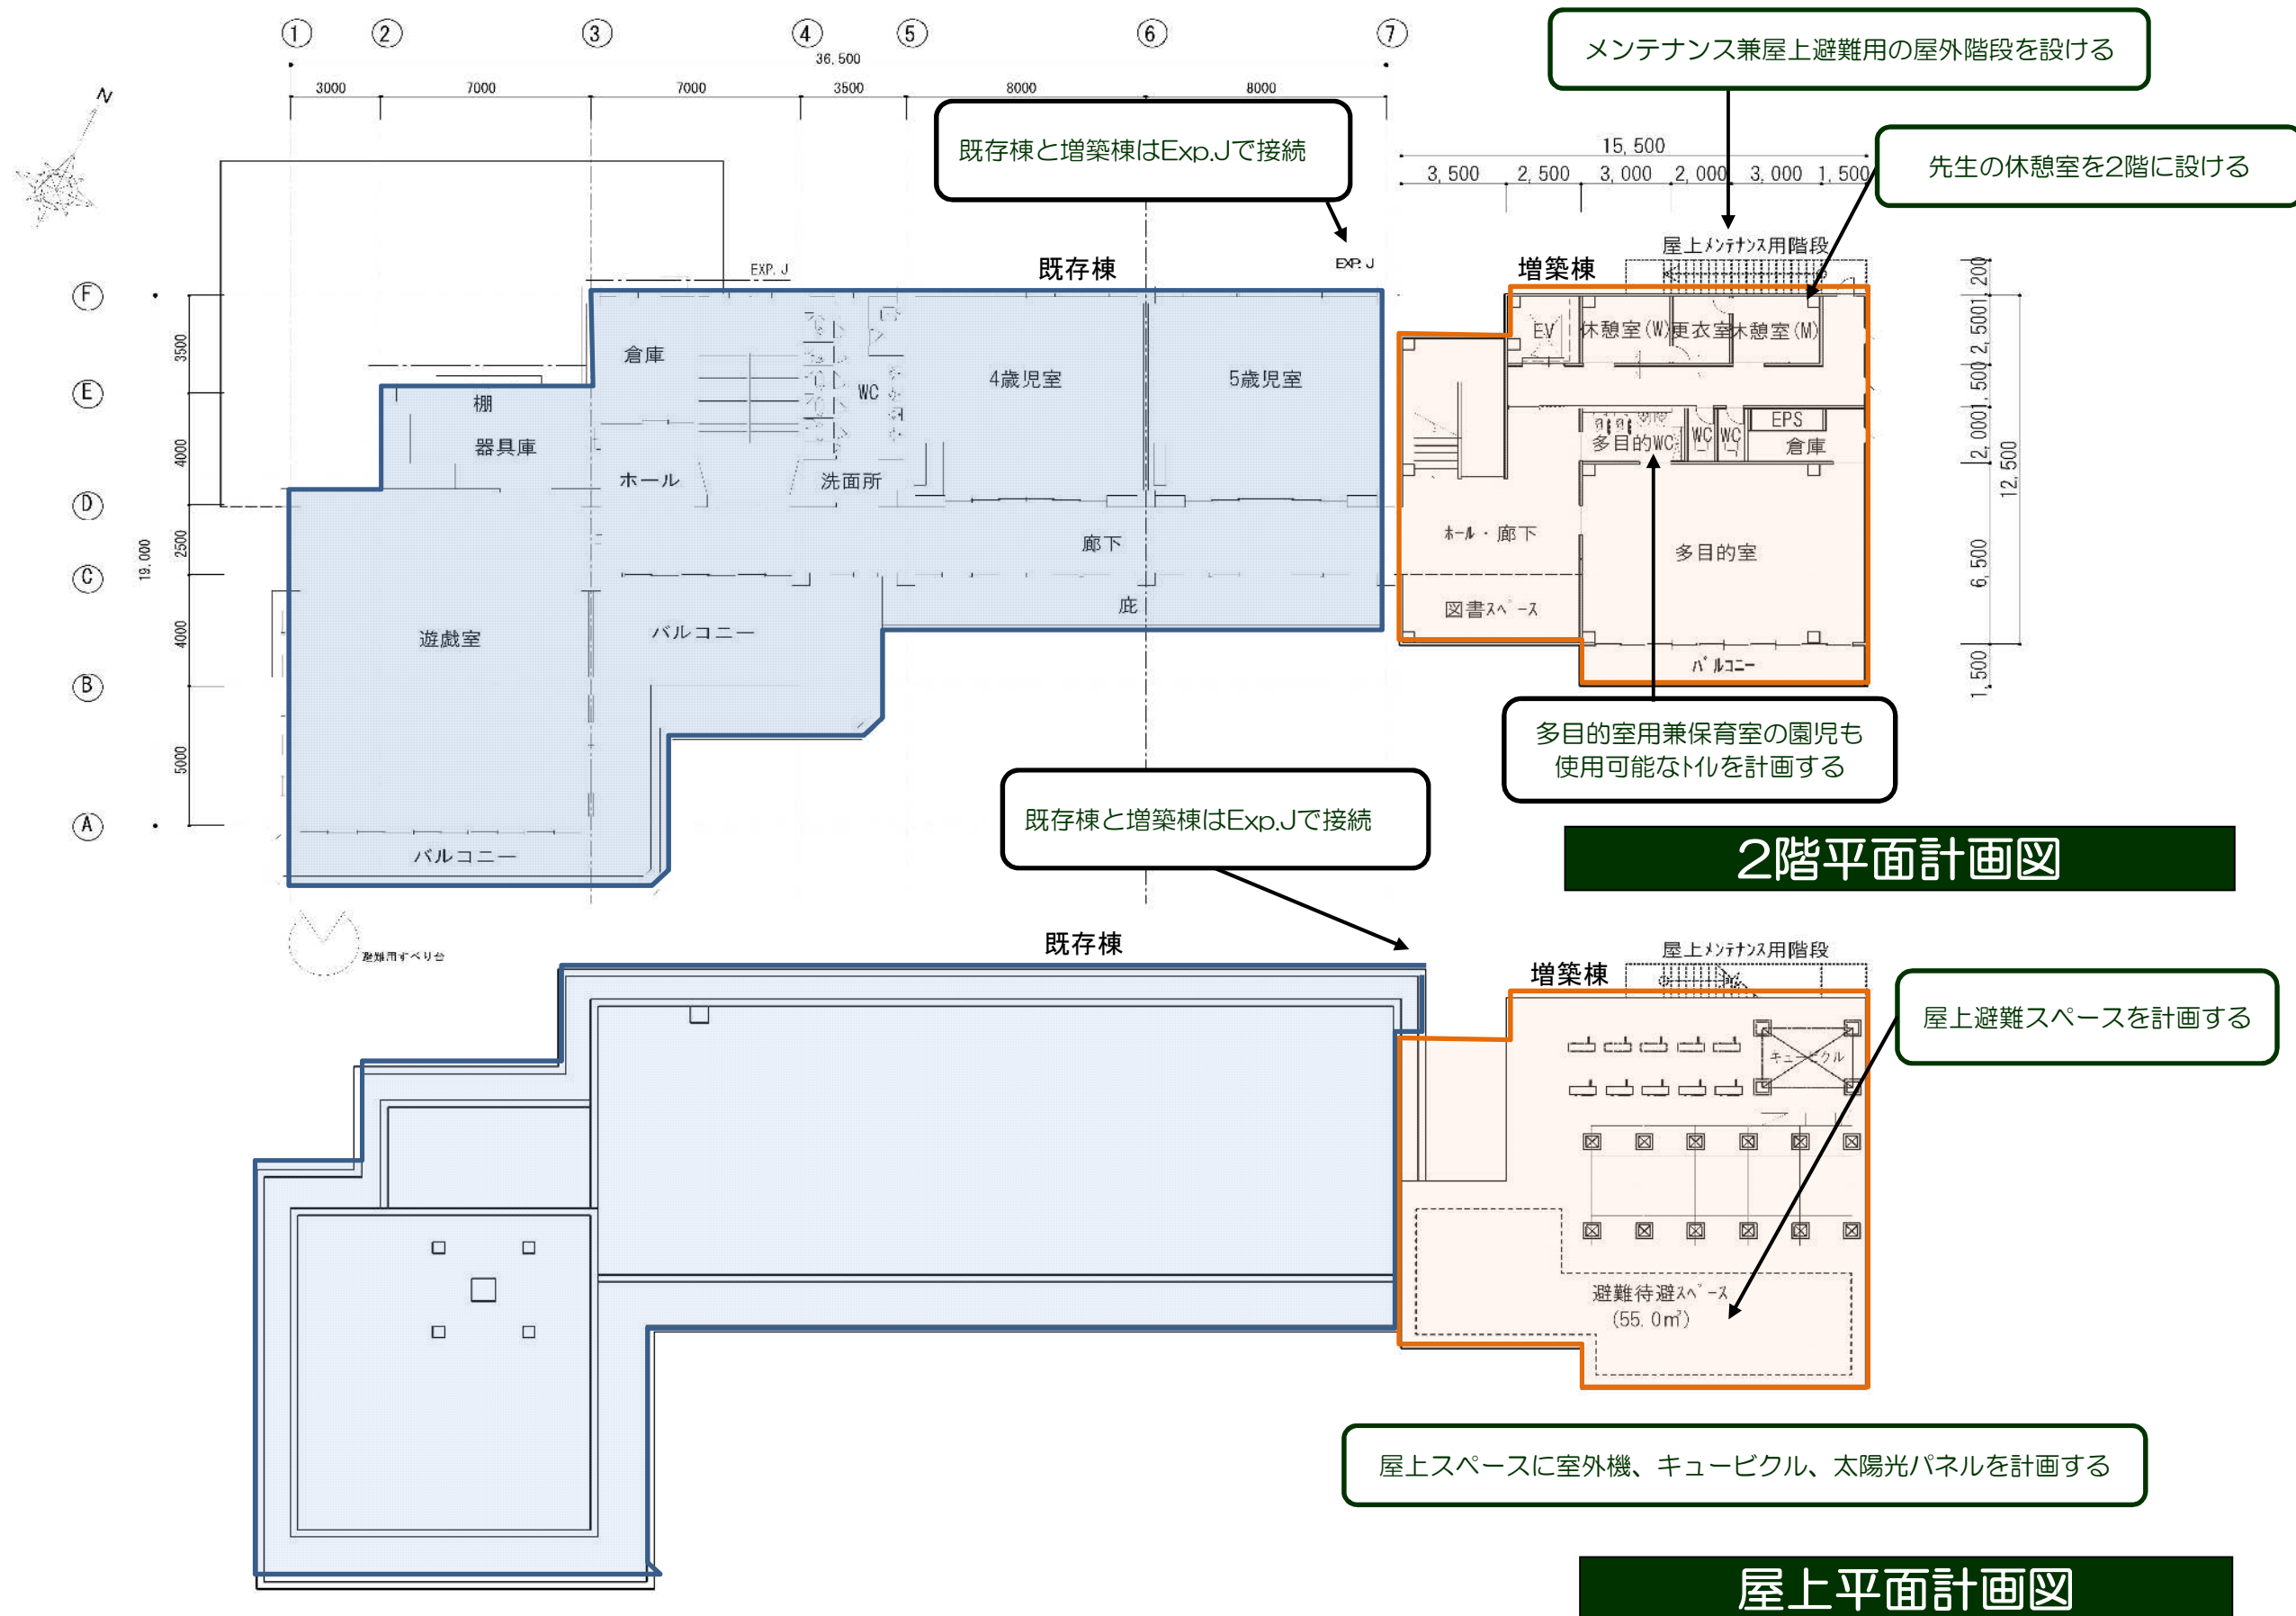 ① ② ③ ④ ⑤ ⑥ ⑦
36,500
3000 7000 7000 3500 8000 8000
N
メンテナンス兼屋上避難用の屋外階段を設ける
既存棟と増築棟はExp.Jで接続
先生の休憩室を2階に設ける
15,500
3,500 2,500 3,000 2,000 3,000 1,500
屋上メンテナンス用階段
EXP. J
既存棟
EXP. J
増築棟
Ⓕ
Ⓔ
Ⓓ
Ⓒ
Ⓑ
Ⓐ
3500
4000
2500
4000
5000
19,000
倉庫
棚
器具庫
ホール
WC
洗面所
4歳児室
5歳児室
廊下
庇
遊戯室
バルコニー
バルコニー
避難用すべり台
EV
休憩室(W)
更衣室
休憩室(M)
多目的WC
WC
WC
EPS
倉庫
ホール・廊下
多目的室
図書スペース
バルコニー
1,200
2,500
1,500
2,000
6,500
1,500
12,500
多目的室用兼保育室の園児も
使用可能なトイレを計画する
既存棟と増築棟はExp.Jで接続
2階平面計画図
既存棟
増築棟
屋上メンテナンス用階段
キュービクル
屋上避難スペースを計画する
避難待避スペース
(55.0㎡)
屋上スペースに室外機、キュービクル、太陽光パネルを計画する
屋上平面計画図